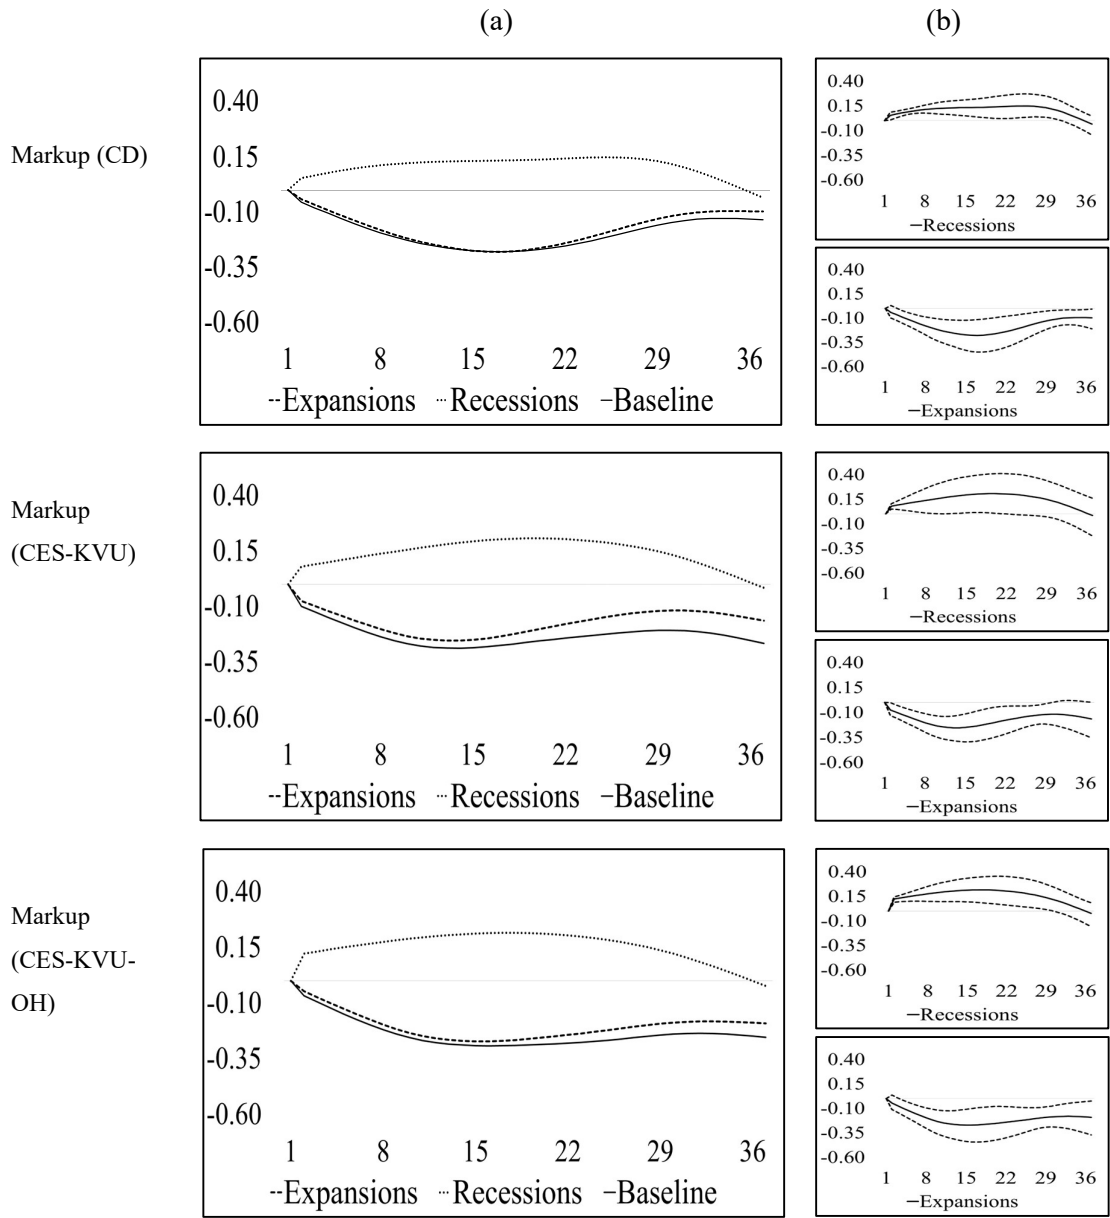 (a) (b)
Markup (CD)
0.40
0.15
-0.10
-0.35
-0.60
1 8 15 22 29 36
--Expansions ···Recessions –Baseline
0.40
0.15
-0.10
-0.35
-0.60
1 8 15 22 29 36
–Recessions
0.40
0.15
-0.10
-0.35
-0.60
1 8 15 22 29 36
–Expansions
Markup
(CES-KVU)
0.40
0.15
-0.10
-0.35
-0.60
1 8 15 22 29 36
--Expansions ···Recessions –Baseline
0.40
0.15
-0.10
-0.35
-0.60
1 8 15 22 29 36
–Recessions
0.40
0.15
-0.10
-0.35
-0.60
1 8 15 22 29 36
–Expansions
Markup
(CES-KVU-
OH)
0.40
0.15
-0.10
-0.35
-0.60
1 8 15 22 29 36
--Expansions ···Recessions –Baseline
0.40
0.15
-0.10
-0.35
-0.60
1 8 15 22 29 36
–Recessions
0.40
0.15
-0.10
-0.35
-0.60
1 8 15 22 29 36
–Expansions